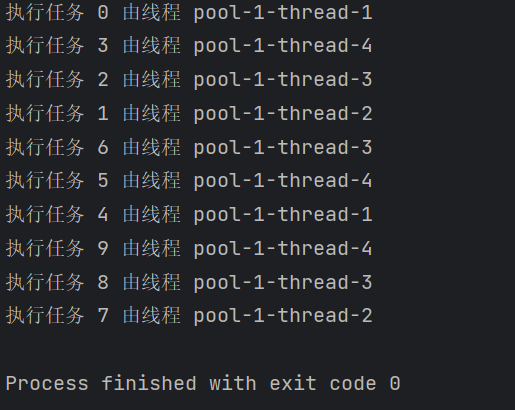 执行任务 0 由线程 pool-1-thread-1
执行任务 3 由线程 pool-1-thread-4
执行任务 2 由线程 pool-1-thread-3
执行任务 1 由线程 pool-1-thread-2
执行任务 6 由线程 pool-1-thread-3
执行任务 5 由线程 pool-1-thread-4
执行任务 4 由线程 pool-1-thread-1
执行任务 9 由线程 pool-1-thread-4
执行任务 8 由线程 pool-1-thread-3
执行任务 7 由线程 pool-1-thread-2
Process finished with exit code 0